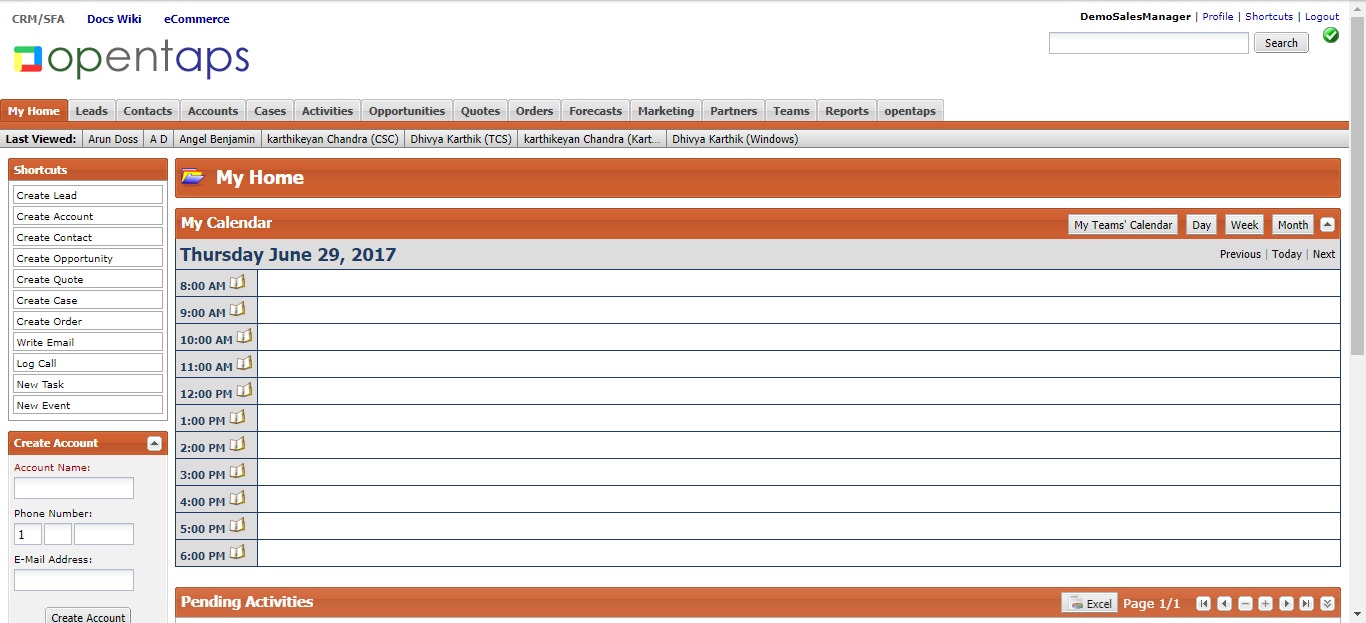 CRM/SFA Docs Wiki eCommerce
DemoSalesManager | Profile | Shortcuts | Logout
opentaps
Search
My Home Leads Contacts Accounts Cases Activities Opportunities Quotes Orders Forecasts Marketing Partners Teams Reports opentaps
Last Viewed: Arun Doss A D Angel Benjamin karthikeyan Chandra (CSC) Dhivya Karthik (TCS) karthikeyan Chandra (Kart... Dhivya Karthik (Windows)
Shortcuts
Create Lead
Create Account
Create Contact
Create Opportunity
Create Quote
Create Case
Create Order
Write Email
Log Call
New Task
New Event
Create Account
Account Name:
Phone Number:
1
E-Mail Address:
Create Account
My Home
My Calendar My Teams' Calendar Day Week Month
Thursday June 29, 2017 Previous | Today | Next
8:00 AM
9:00 AM
10:00 AM
11:00 AM
12:00 PM
1:00 PM
2:00 PM
3:00 PM
4:00 PM
5:00 PM
6:00 PM
Pending Activities Excel Page 1/1